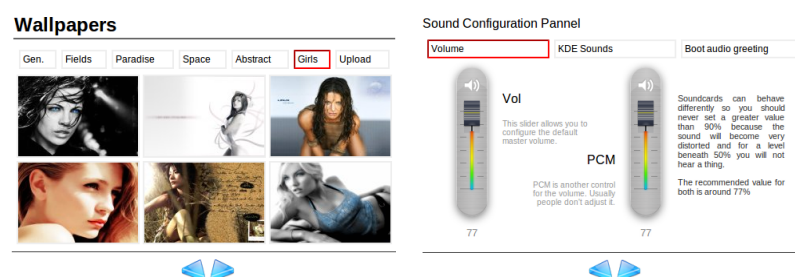 Wallpapers
Gen.
Fields
Paradise
Space
Abstract
Girls
Upload
Sound Configuration Pannel
Volume
KDE Sounds
Boot audio greeting
Vol
This slider allows you to
configure the default
master volume.
PCM
PCM is another control
for the volume. Usually
people don't adjust it.
77
77
Soundcards can behave
differently so you should
never set a greater value
than 90% because the
sound will become very
distorted and for a level
beneath 50% you will not
hear a thing.
The recommended value for
both is around 77%